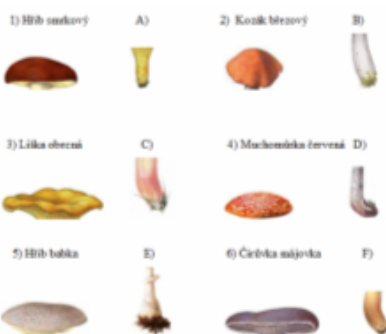 1) Hřib smrkový A) 2) Kozák březový B)
3) Liška obecná C) 4) Muchomůrka červená D)
5) Hřib babka E) 6) Čirůvka májovka F)